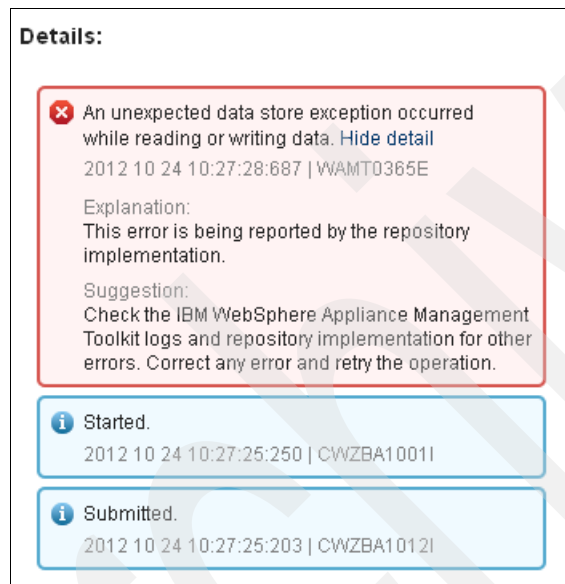 Details:
An unexpected data store exception occurred
while reading or writing data. Hide detail
2012 10 24 10:27:28:687 | WAMT0365E
Explanation:
This error is being reported by the repository
implementation.
Suggestion:
Check the IBM WebSphere Appliance Management
Toolkit logs and repository implementation for other
errors. Correct any error and retry the operation.
Started.
2012 10 24 10:27:25:250 | CWZBA1001I
Submitted.
2012 10 24 10:27:25:203 | CWZBA1012I